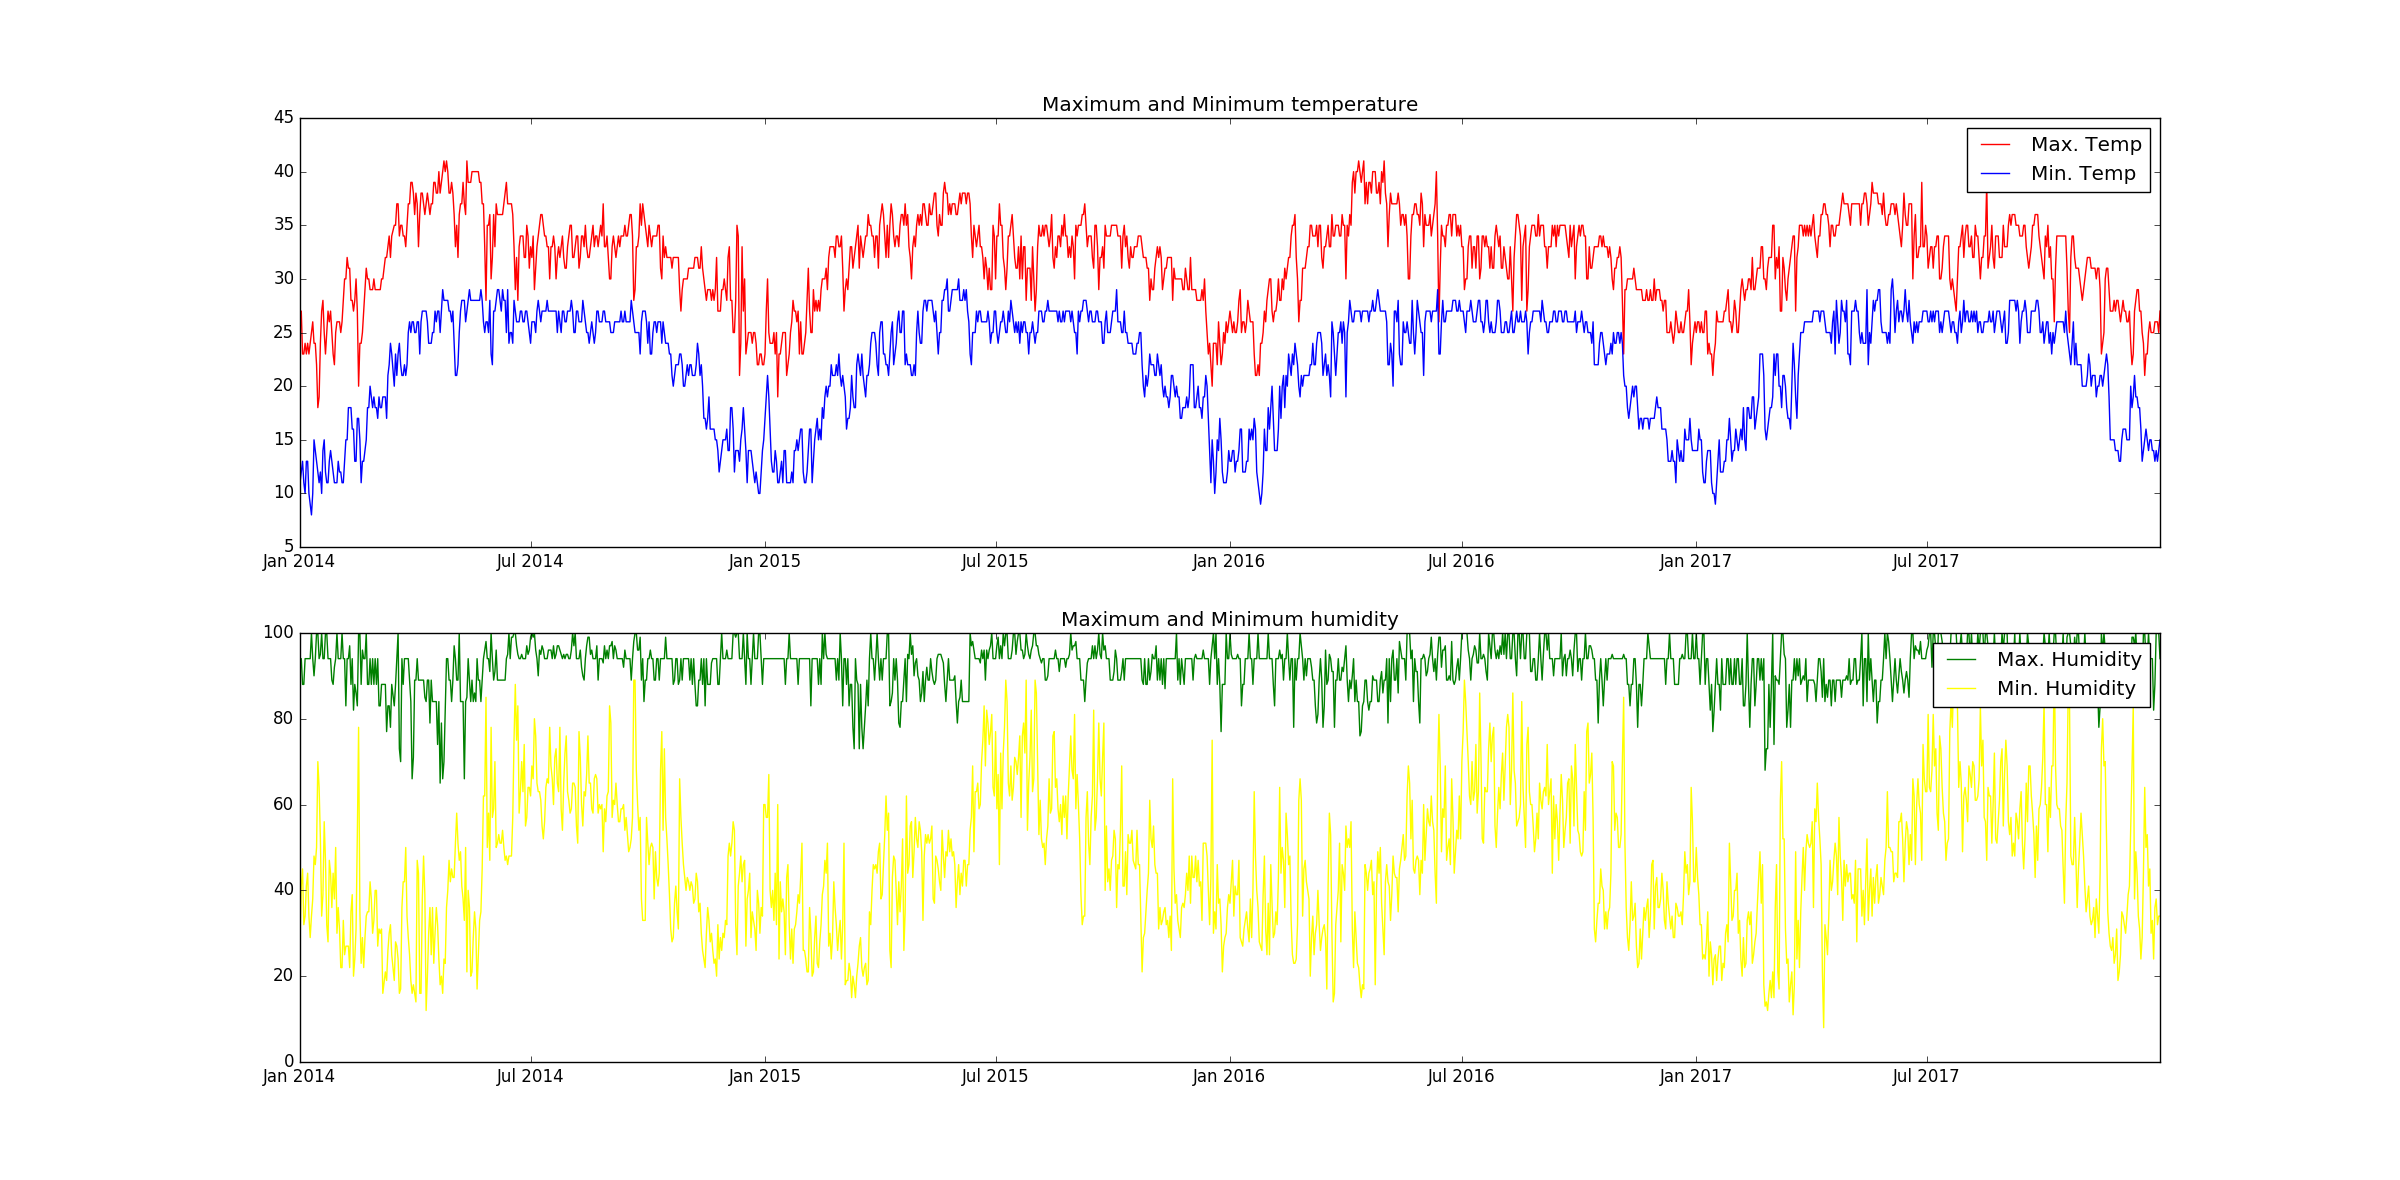 Maximum and Minimum temperature
45
40
35
30
25
20
15
10
5
Max. Temp
Min. Temp
Jan 2014 Jul 2014 Jan 2015 Jul 2015 Jan 2016 Jul 2016 Jan 2017 Jul 2017
Maximum and Minimum humidity
100
80
60
40
20
0
Max. Humidity
Min. Humidity
Jan 2014 Jul 2014 Jan 2015 Jul 2015 Jan 2016 Jul 2016 Jan 2017 Jul 2017